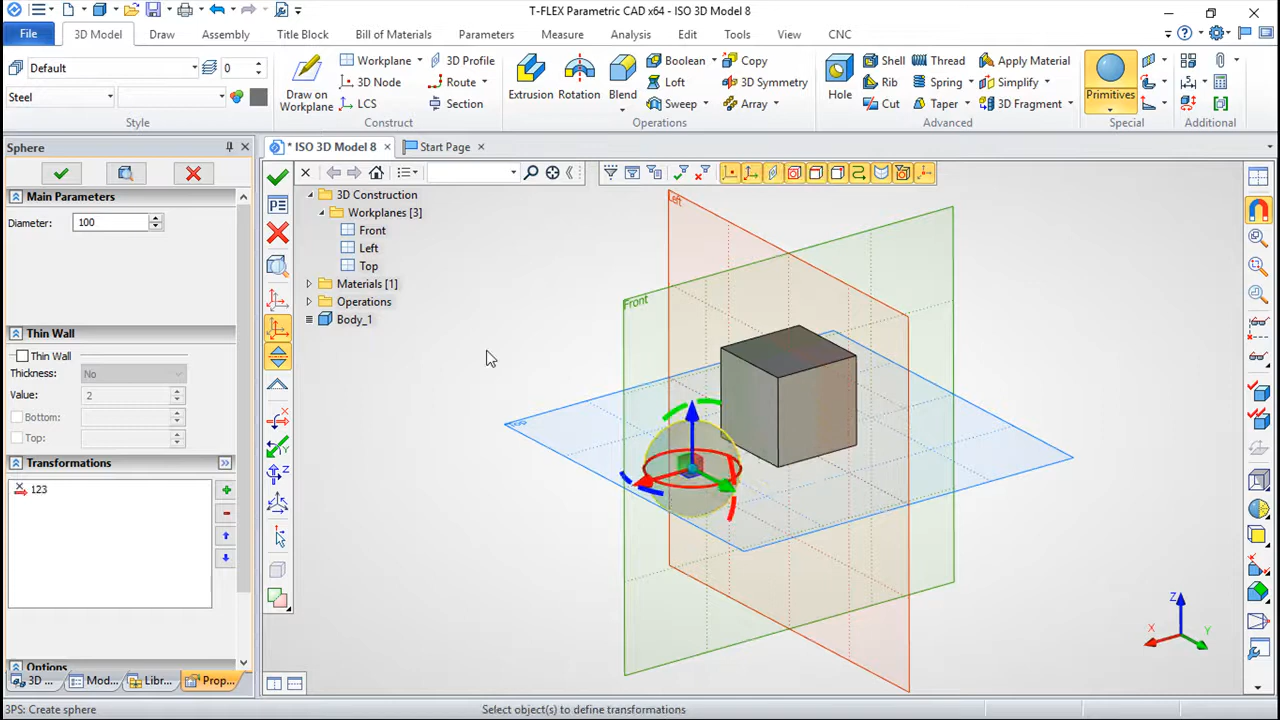 T-FLEX Parametric CAD x64 - ISO 3D Model 8
File
3D Model
Draw
Assembly
Title Block
Bill of Materials
Parameters
Measure
Analysis
Edit
Tools
View
CNC
Default
0
Steel
Style
Draw on Workplane
Workplane
3D Node
LCS
3D Profile
Route
Section
Construct
Extrusion
Rotation
Blend
Boolean
Loft
Sweep
Copy
3D Symmetry
Array
Operations
Hole
Shell
Rib
Cut
Thread
Spring
Taper
Apply Material
Simplify
3D Fragment
Advanced
Primitives
Special
Additional
Sphere
* ISO 3D Model 8
Start Page
Main Parameters
Diameter:
100
Thin Wall
Thin Wall
Thickness:
No
Value:
2
Bottom:
Top:
Transformations
123
Options
3D ...
Mod...
Libr...
Prop...
3D Construction
Workplanes [3]
Front
Left
Top
Materials [1]
Operations
Body_1
Left
Front
Top
Z
X
Y
3PS: Create sphere
Select object(s) to define transformations